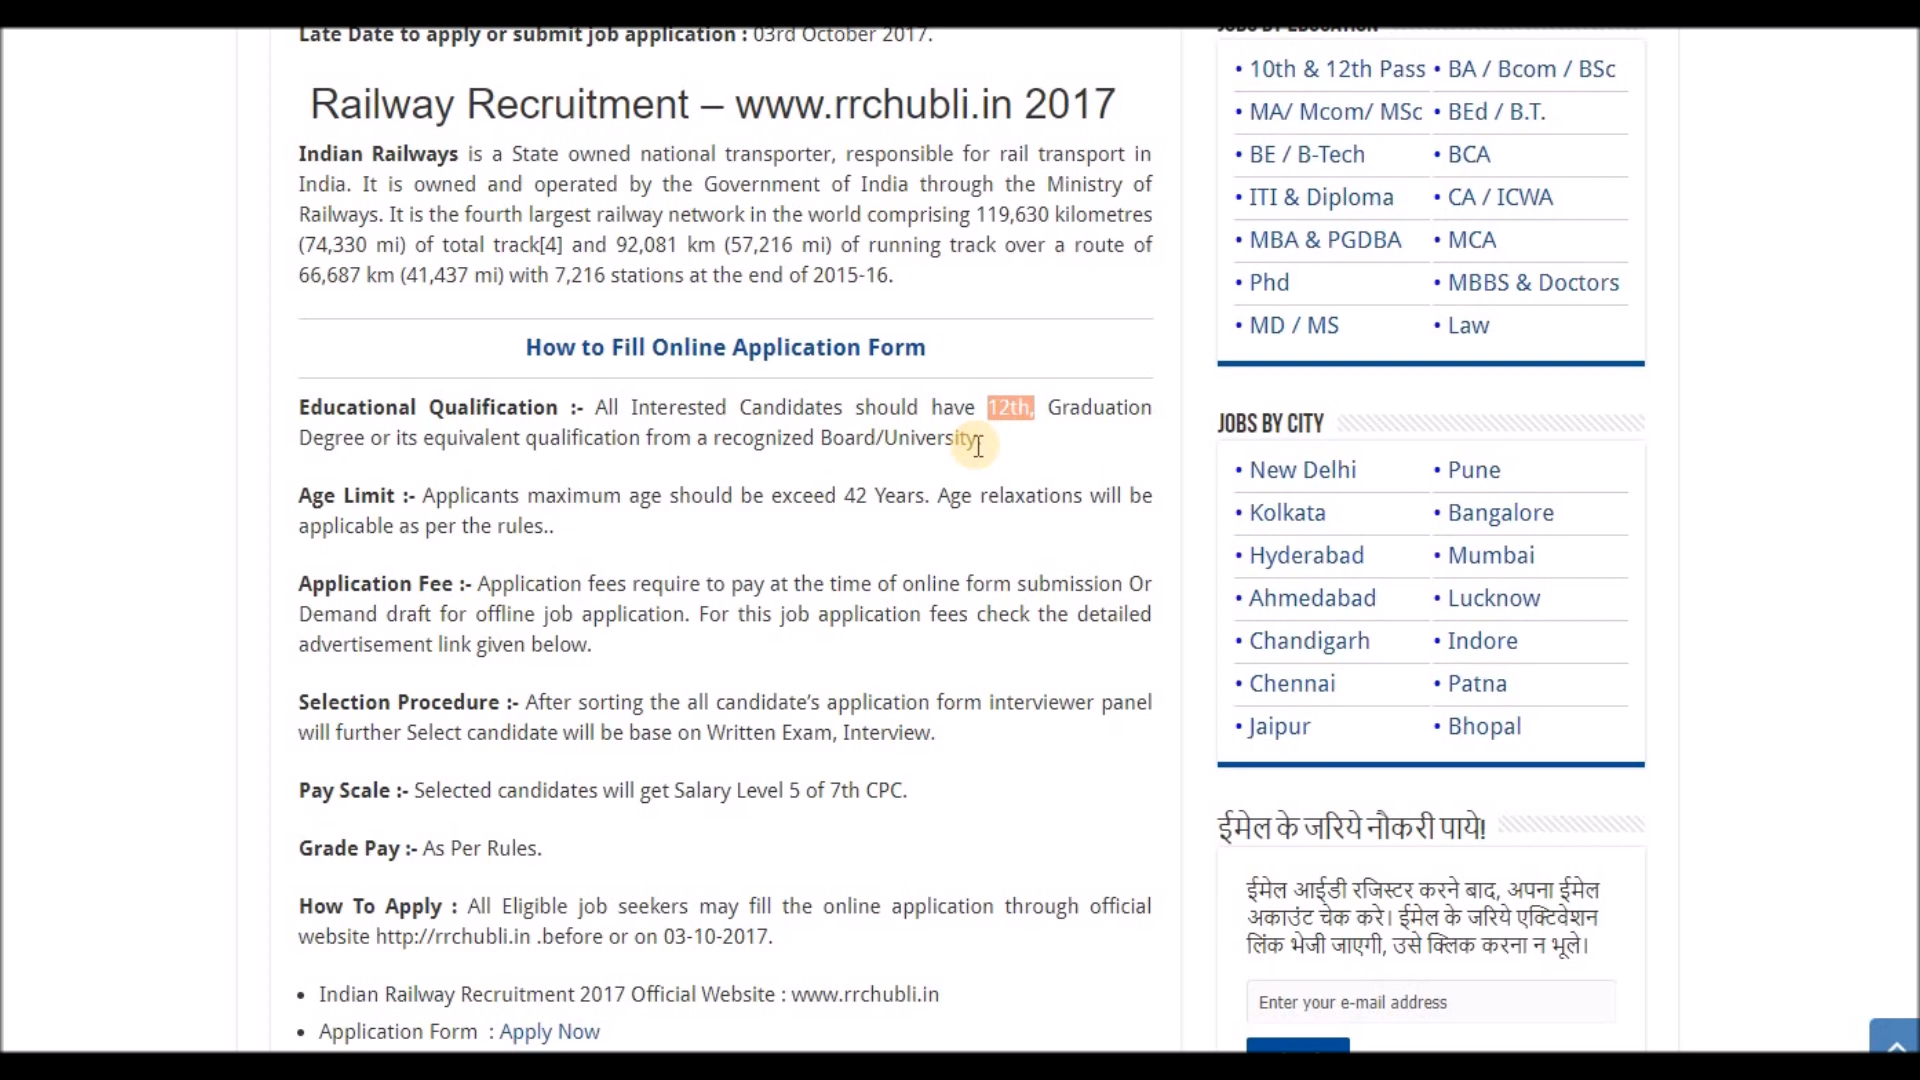 Late Date to apply or submit job application : 03rd October 2017.
Railway Recruitment – www.rrchubli.in 2017
Indian Railways is a State owned national transporter, responsible for rail transport in
India. It is owned and operated by the Government of India through the Ministry of
Railways. It is the fourth largest railway network in the world comprising 119,630 kilometres
(74,330 mi) of total track[4] and 92,081 km (57,216 mi) of running track over a route of
66,687 km (41,437 mi) with 7,216 stations at the end of 2015-16.
How to Fill Online Application Form
Educational Qualification :- All Interested Candidates should have 12th, Graduation
Degree or its equivalent qualification from a recognized Board/University.
Age Limit :- Applicants maximum age should be exceed 42 Years. Age relaxations will be
applicable as per the rules..
Application Fee :- Application fees require to pay at the time of online form submission Or
Demand draft for offline job application. For this job application fees check the detailed
advertisement link given below.
Selection Procedure :- After sorting the all candidate’s application form interviewer panel
will further Select candidate will be base on Written Exam, Interview.
Pay Scale :- Selected candidates will get Salary Level 5 of 7th CPC.
Grade Pay :- As Per Rules.
How To Apply : All Eligible job seekers may fill the online application through official
website http://rrchubli.in .before or on 03-10-2017.
• Indian Railway Recruitment 2017 Official Website : www.rrchubli.in
• Application Form : Apply Now
JOBS BY EDUCATION
• 10th & 12th Pass • BA / Bcom / BSc
• MA/ Mcom/ MSc • BEd / B.T.
• BE / B-Tech • BCA
• ITI & Diploma • CA / ICWA
• MBA & PGDBA • MCA
• Phd • MBBS & Doctors
• MD / MS • Law
JOBS BY CITY
• New Delhi • Pune
• Kolkata • Bangalore
• Hyderabad • Mumbai
• Ahmedabad • Lucknow
• Chandigarh • Indore
• Chennai • Patna
• Jaipur • Bhopal
ईमेल के जरिये नौकरी पाये!
ईमेल आईडी रजिस्टर करने बाद, अपना ईमेल
अकाउंट चेक करे। ईमेल के जरिये एक्टिवेशन
लिंक भेजी जाएगी, उसे क्लिक करना न भूले।
Enter your e-mail address